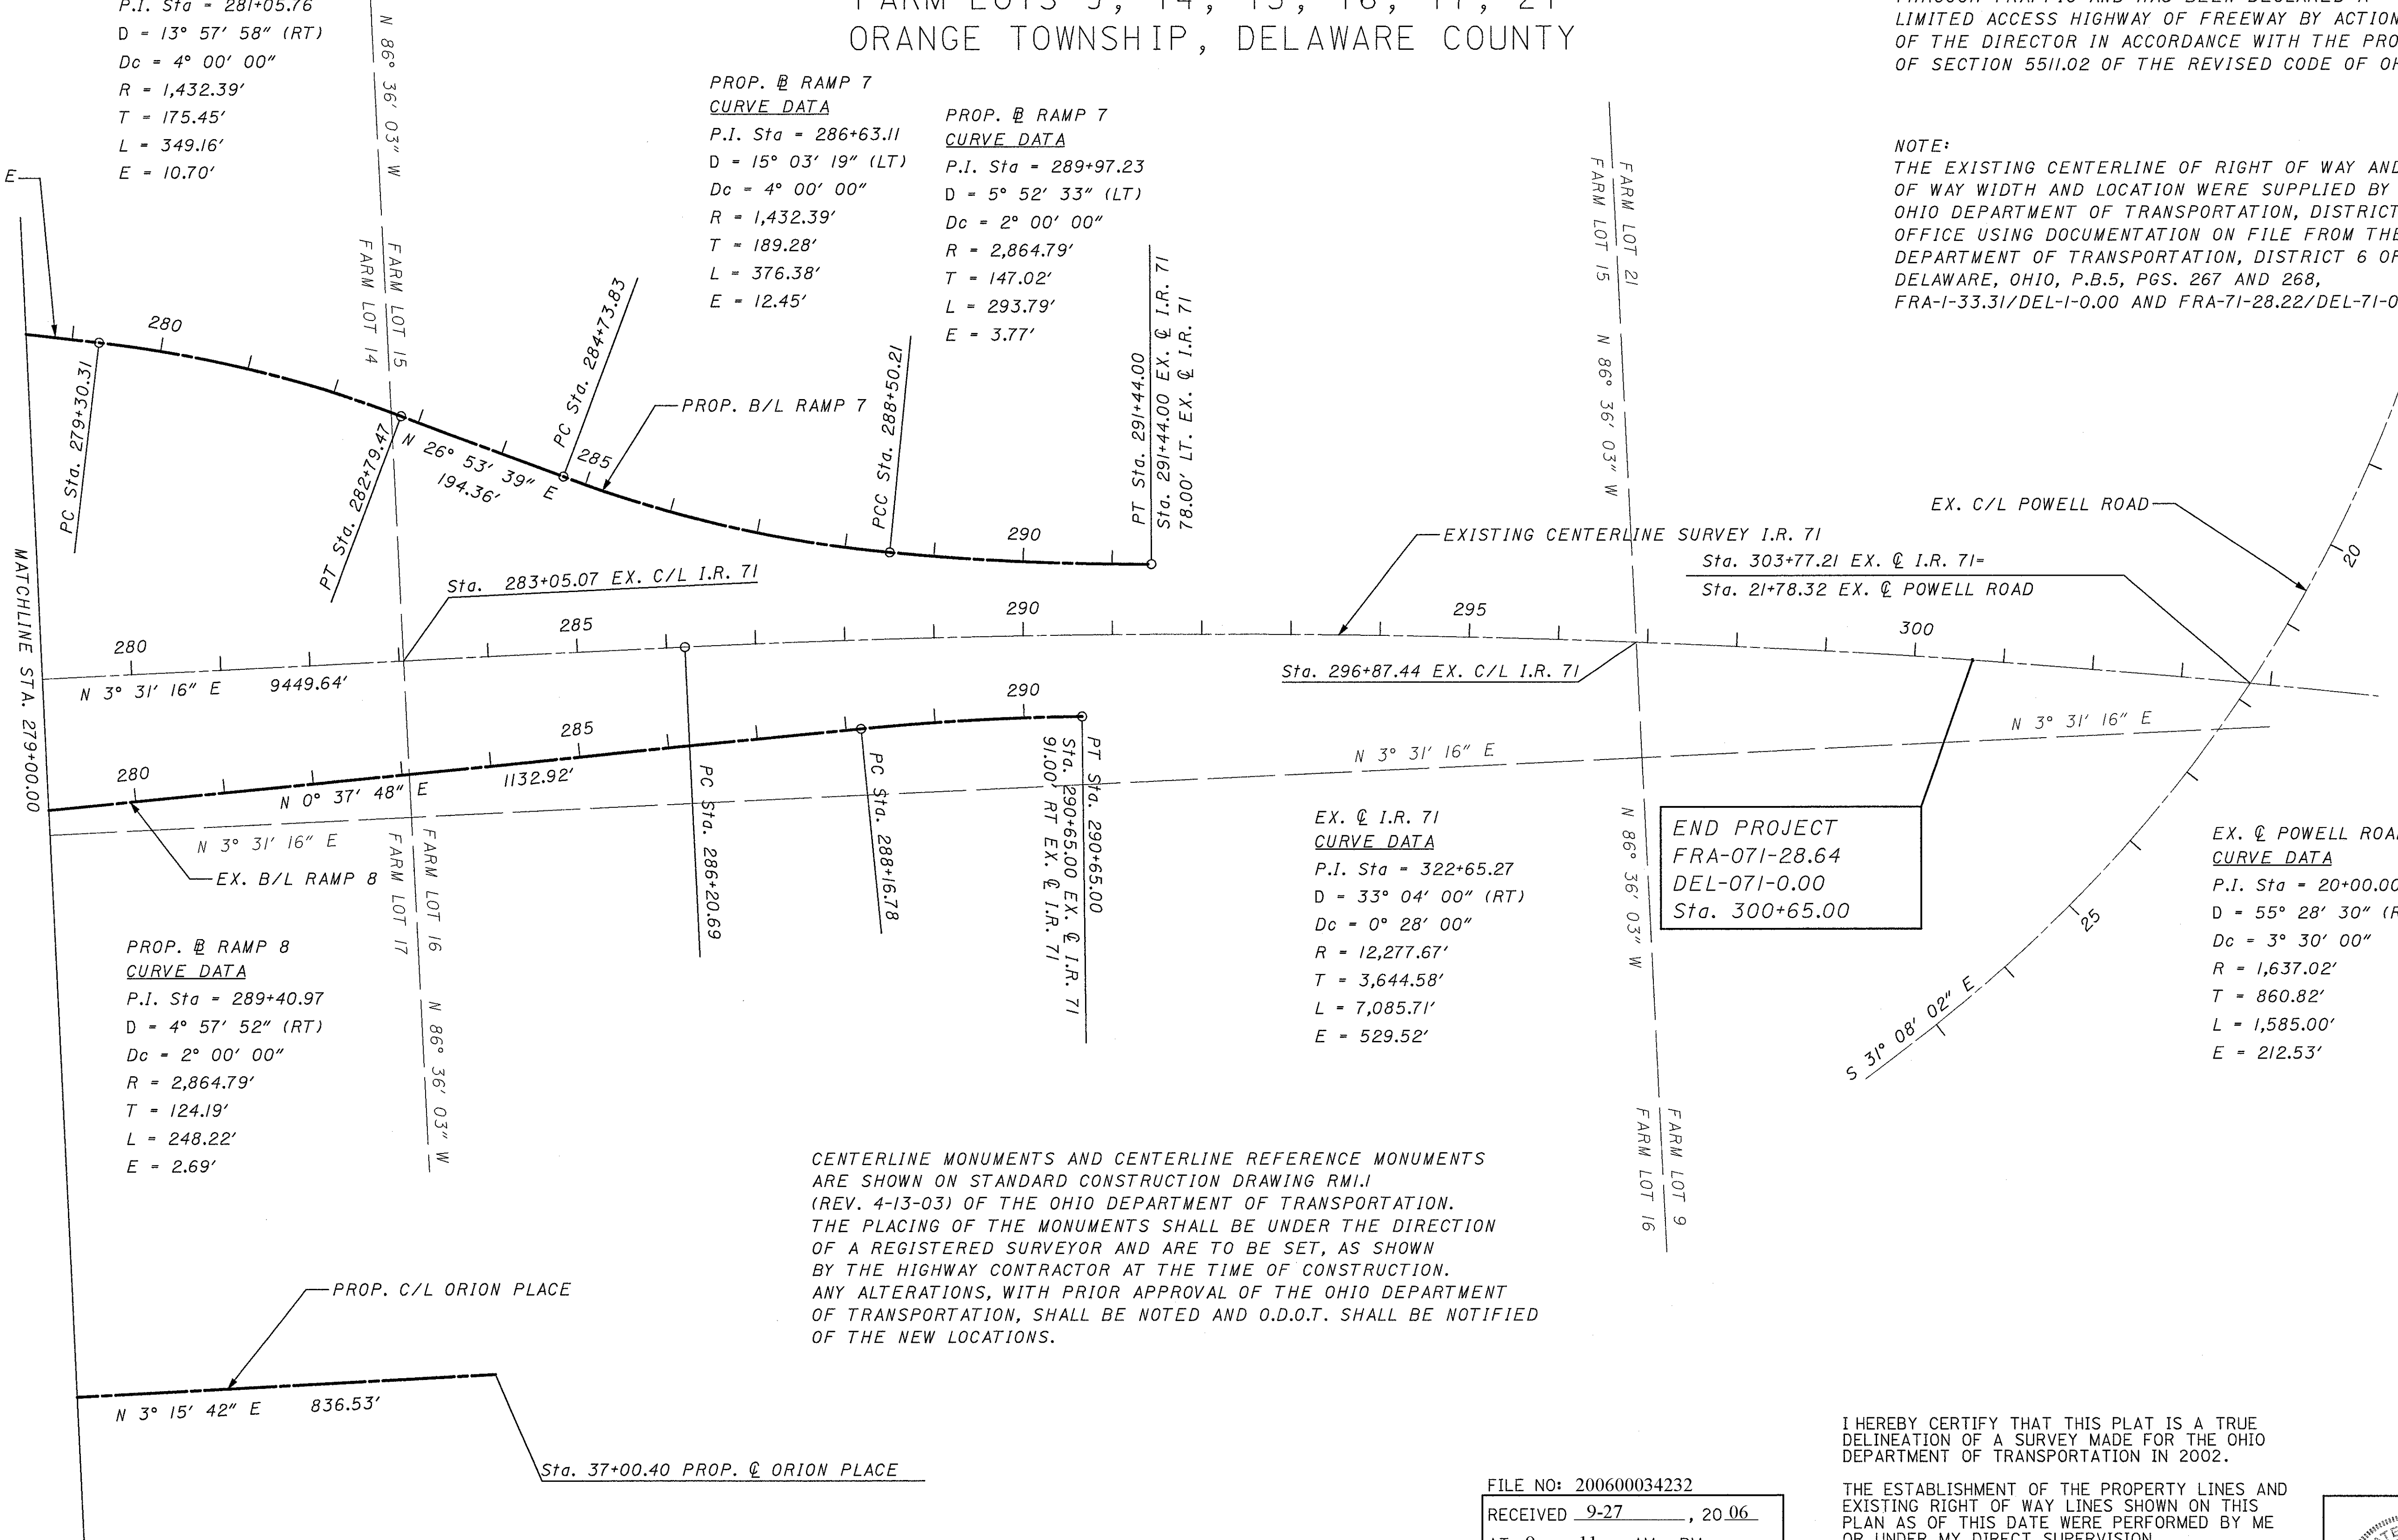 P.I. Sta = 281+05.76
D = 13° 57' 58" (RT)
Dc = 4° 00' 00"
R = 1,432.39'
T = 175.45'
L = 349.16'
E = 10.70'
E
N 86° 36' 03" W
FARM LOT 15
FARM LOT 14
ORANGE TOWNSHIP, DELAWARE COUNTY
PROP. B/L RAMP 7
CURVE DATA
P.I. Sta = 286+63.11
D = 15° 03' 19" (LT)
Dc = 4° 00' 00"
R = 1,432.39'
T = 189.28'
L = 376.38'
E = 12.45'
PROP. B/L RAMP 7
CURVE DATA
P.I. Sta = 289+97.23
D = 5° 52' 33" (LT)
Dc = 2° 00' 00"
R = 2,864.79'
T = 147.02'
L = 293.79'
E = 3.77'
LIMITED ACCESS HIGHWAY OF FREEWAY BY ACTION
OF THE DIRECTOR IN ACCORDANCE WITH THE PRO
OF SECTION 5511.02 OF THE REVISED CODE OF OH
NOTE:
THE EXISTING CENTERLINE OF RIGHT OF WAY AND
OF WAY WIDTH AND LOCATION WERE SUPPLIED BY
OHIO DEPARTMENT OF TRANSPORTATION, DISTRICT
OFFICE USING DOCUMENTATION ON FILE FROM THE
DEPARTMENT OF TRANSPORTATION, DISTRICT 6 OF
DELAWARE, OHIO, P.B.5, PGS. 267 AND 268,
FRA-1-33.31/DEL-1-0.00 AND FRA-71-28.22/DEL-71-0
FARM LOT 21
FARM LOT 15
N 86° 36' 03" W
280
PC Sta. 279+30.31
PT Sta. 282+79.47
N 26° 53' 39" E
194.36'
PC Sta. 284+73.83
285
PROP. B/L RAMP 7
PCC Sta. 288+50.21
290
PT Sta. 291+44.00
Sta. 291+44.00 EX. ℄ I.R. 71
78.00' LT. EX. ℄ I.R. 71
EX. C/L POWELL ROAD
20
EXISTING CENTERLINE SURVEY I.R. 71
Sta. 303+77.21 EX. ℄ I.R. 71=
Sta. 21+78.32 EX. ℄ POWELL ROAD
MATCHLINE STA. 279+00.00
Sta. 283+05.07 EX. C/L I.R. 71
280
285
290
295
300
N 3° 31' 16" E 9449.64'
Sta. 296+87.44 EX. C/L I.R. 71
280
285
290
N 0° 37' 48" E
1132.92'
N 3° 31' 16" E
N 3° 31' 16" E
N 3° 31' 16" E
EX. B/L RAMP 8
FARM LOT 16
FARM LOT 17
N 86° 36' 03" W
PC Sta. 286+20.69
PC Sta. 288+16.78
PT Sta. 290+65.00
Sta. 290+65.00 EX. ℄ I.R. 71
91.00' RT EX. ℄ I.R. 71
EX. ℄ I.R. 71
CURVE DATA
P.I. Sta = 322+65.27
D = 33° 04' 00" (RT)
Dc = 0° 28' 00"
R = 12,277.67'
T = 3,644.58'
L = 7,085.71'
E = 529.52'
N 86° 36' 03" W
END PROJECT
FRA-071-28.64
DEL-071-0.00
Sta. 300+65.00
25
S 31° 08' 02" E
EX. ℄ POWELL ROA
CURVE DATA
P.I. Sta = 20+00.00
D = 55° 28' 30" (R
Dc = 3° 30' 00"
R = 1,637.02'
T = 860.82'
L = 1,585.00'
E = 212.53'
PROP. B/L RAMP 8
CURVE DATA
P.I. Sta = 289+40.97
D = 4° 57' 52" (RT)
Dc = 2° 00' 00"
R = 2,864.79'
T = 124.19'
L = 248.22'
E = 2.69'
FARM LOT 9
FARM LOT 16
CENTERLINE MONUMENTS AND CENTERLINE REFERENCE MONUMENTS
ARE SHOWN ON STANDARD CONSTRUCTION DRAWING RM1.1
(REV. 4-13-03) OF THE OHIO DEPARTMENT OF TRANSPORTATION.
THE PLACING OF THE MONUMENTS SHALL BE UNDER THE DIRECTION
OF A REGISTERED SURVEYOR AND ARE TO BE SET, AS SHOWN
BY THE HIGHWAY CONTRACTOR AT THE TIME OF CONSTRUCTION.
ANY ALTERATIONS, WITH PRIOR APPROVAL OF THE OHIO DEPARTMENT
OF TRANSPORTATION, SHALL BE NOTED AND O.D.O.T. SHALL BE NOTIFIED
OF THE NEW LOCATIONS.
PROP. C/L ORION PLACE
N 3° 15' 42" E 836.53'
Sta. 37+00.40 PROP. ℄ ORION PLACE
FILE NO: 200600034232
RECEIVED 9-27, 20 06
I HEREBY CERTIFY THAT THIS PLAT IS A TRUE
DELINEATION OF A SURVEY MADE FOR THE OHIO
DEPARTMENT OF TRANSPORTATION IN 2002.
THE ESTABLISHMENT OF THE PROPERTY LINES AND
EXISTING RIGHT OF WAY LINES SHOWN ON THIS
PLAN AS OF THIS DATE WERE PERFORMED BY ME
OR UNDER MY DIRECT SUPERVISION